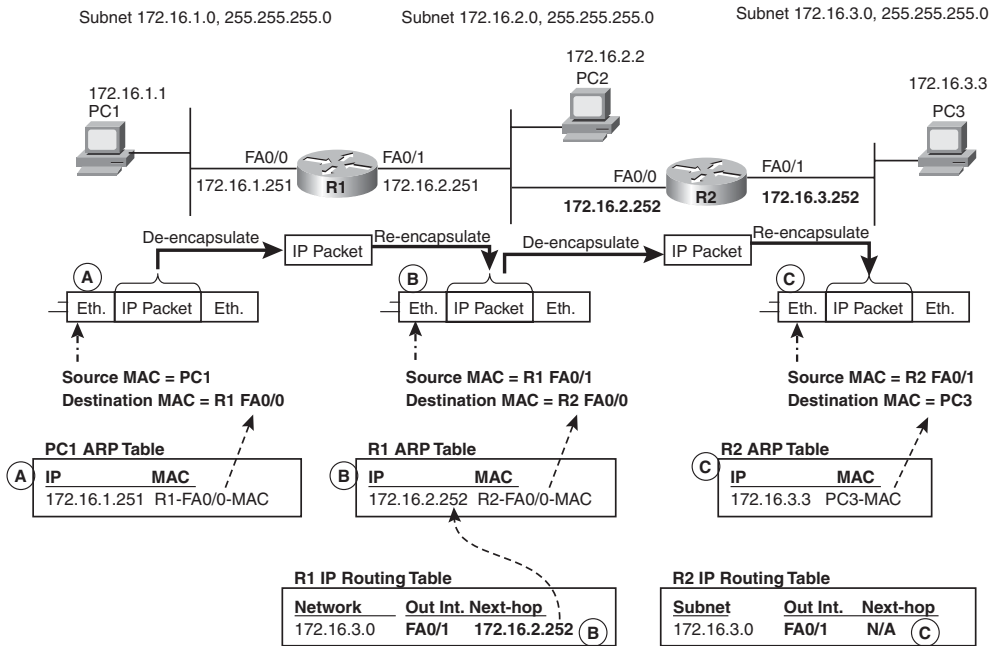 Subnet 172.16.1.0, 255.255.255.0
Subnet 172.16.2.0, 255.255.255.0
Subnet 172.16.3.0, 255.255.255.0
172.16.1.1
PC1
172.16.2.2
PC2
172.16.3.3
PC3
FA0/0
172.16.1.251
R1
FA0/1
172.16.2.251
FA0/0
172.16.2.252
R2
FA0/1
172.16.3.252
De-encapsulate
IP Packet
Re-encapsulate
De-encapsulate
IP Packet
Re-encapsulate
A
Eth. IP Packet Eth.
B
Eth. IP Packet Eth.
C
Eth. IP Packet Eth.
Source MAC = PC1
Destination MAC = R1 FA0/0
Source MAC = R1 FA0/1
Destination MAC = R2 FA0/0
Source MAC = R2 FA0/1
Destination MAC = PC3
PC1 ARP Table
A
IP MAC
172.16.1.251 R1-FA0/0-MAC
R1 ARP Table
B
IP MAC
172.16.2.252 R2-FA0/0-MAC
R2 ARP Table
C
IP MAC
172.16.3.3 PC3-MAC
R1 IP Routing Table
Network Out Int. Next-hop
172.16.3.0 FA0/1 172.16.2.252 B
R2 IP Routing Table
Subnet Out Int. Next-hop
172.16.3.0 FA0/1 N/A C